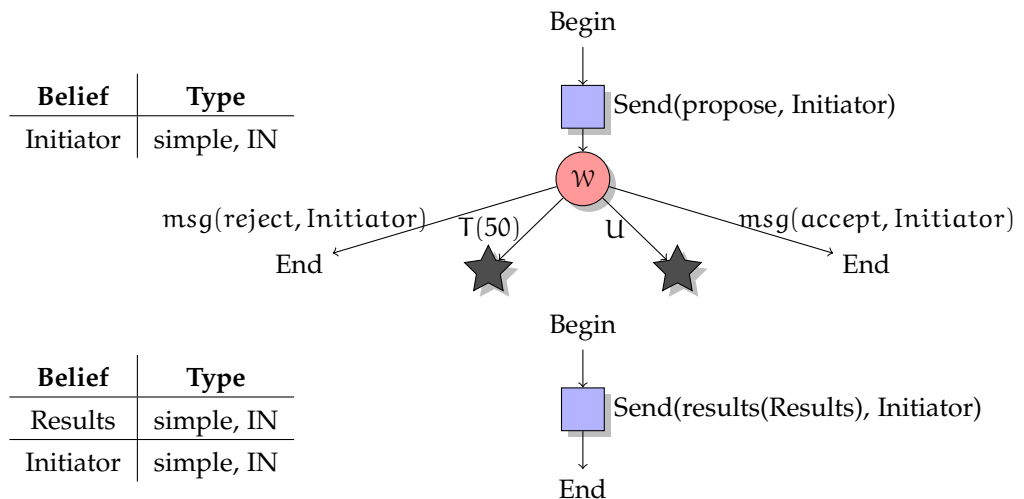 Begin
Belief Type
Initiator simple, IN
Send(propose, Initiator)
W
msg(reject, Initiator) T(50) U msg(accept, Initiator)
End End
Begin
Belief Type
Results simple, IN
Initiator simple, IN
Send(results(Results), Initiator)
End